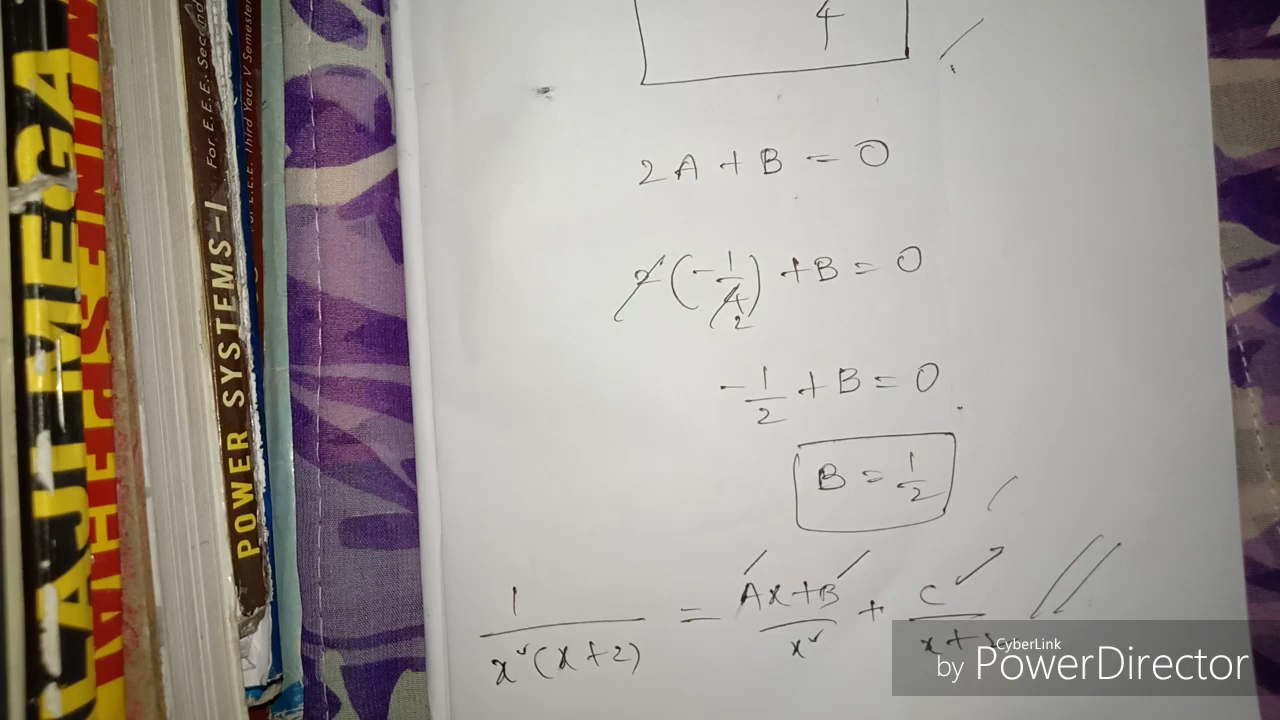 4
2A + B = 0
2(-1/4) + B = 0
2
-1/2 + B = 0
B = 1/2
1/x²(x+2) = Ax+B/x² + C/x+2
POWER SYSTEMS-I
For E.E.E. Second
E.E.E. Third Year V Semester
CyberLink
by PowerDirector